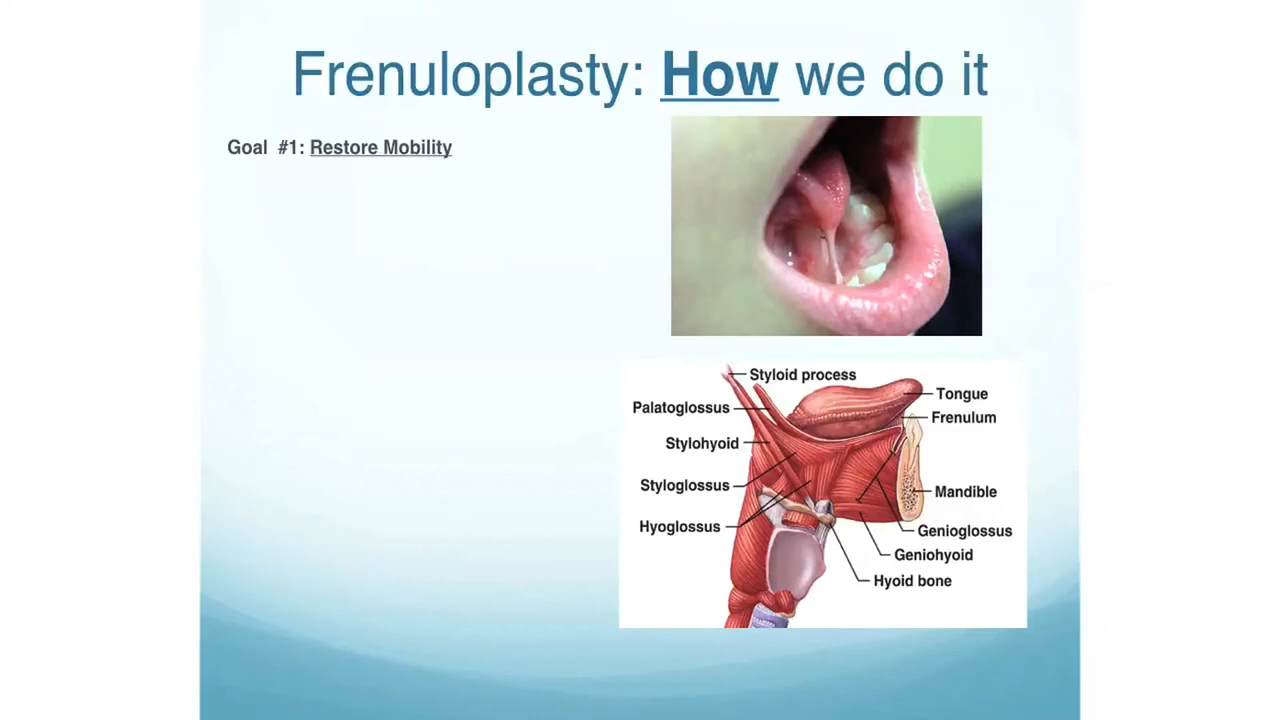 Frenuloplasty: How we do it
Goal #1: Restore Mobility
Styloid process
Palatoglossus
Stylohyoid
Styloglossus
Hyoglossus
Tongue
Frenulum
Mandible
Genioglossus
Geniohyoid
Hyoid bone